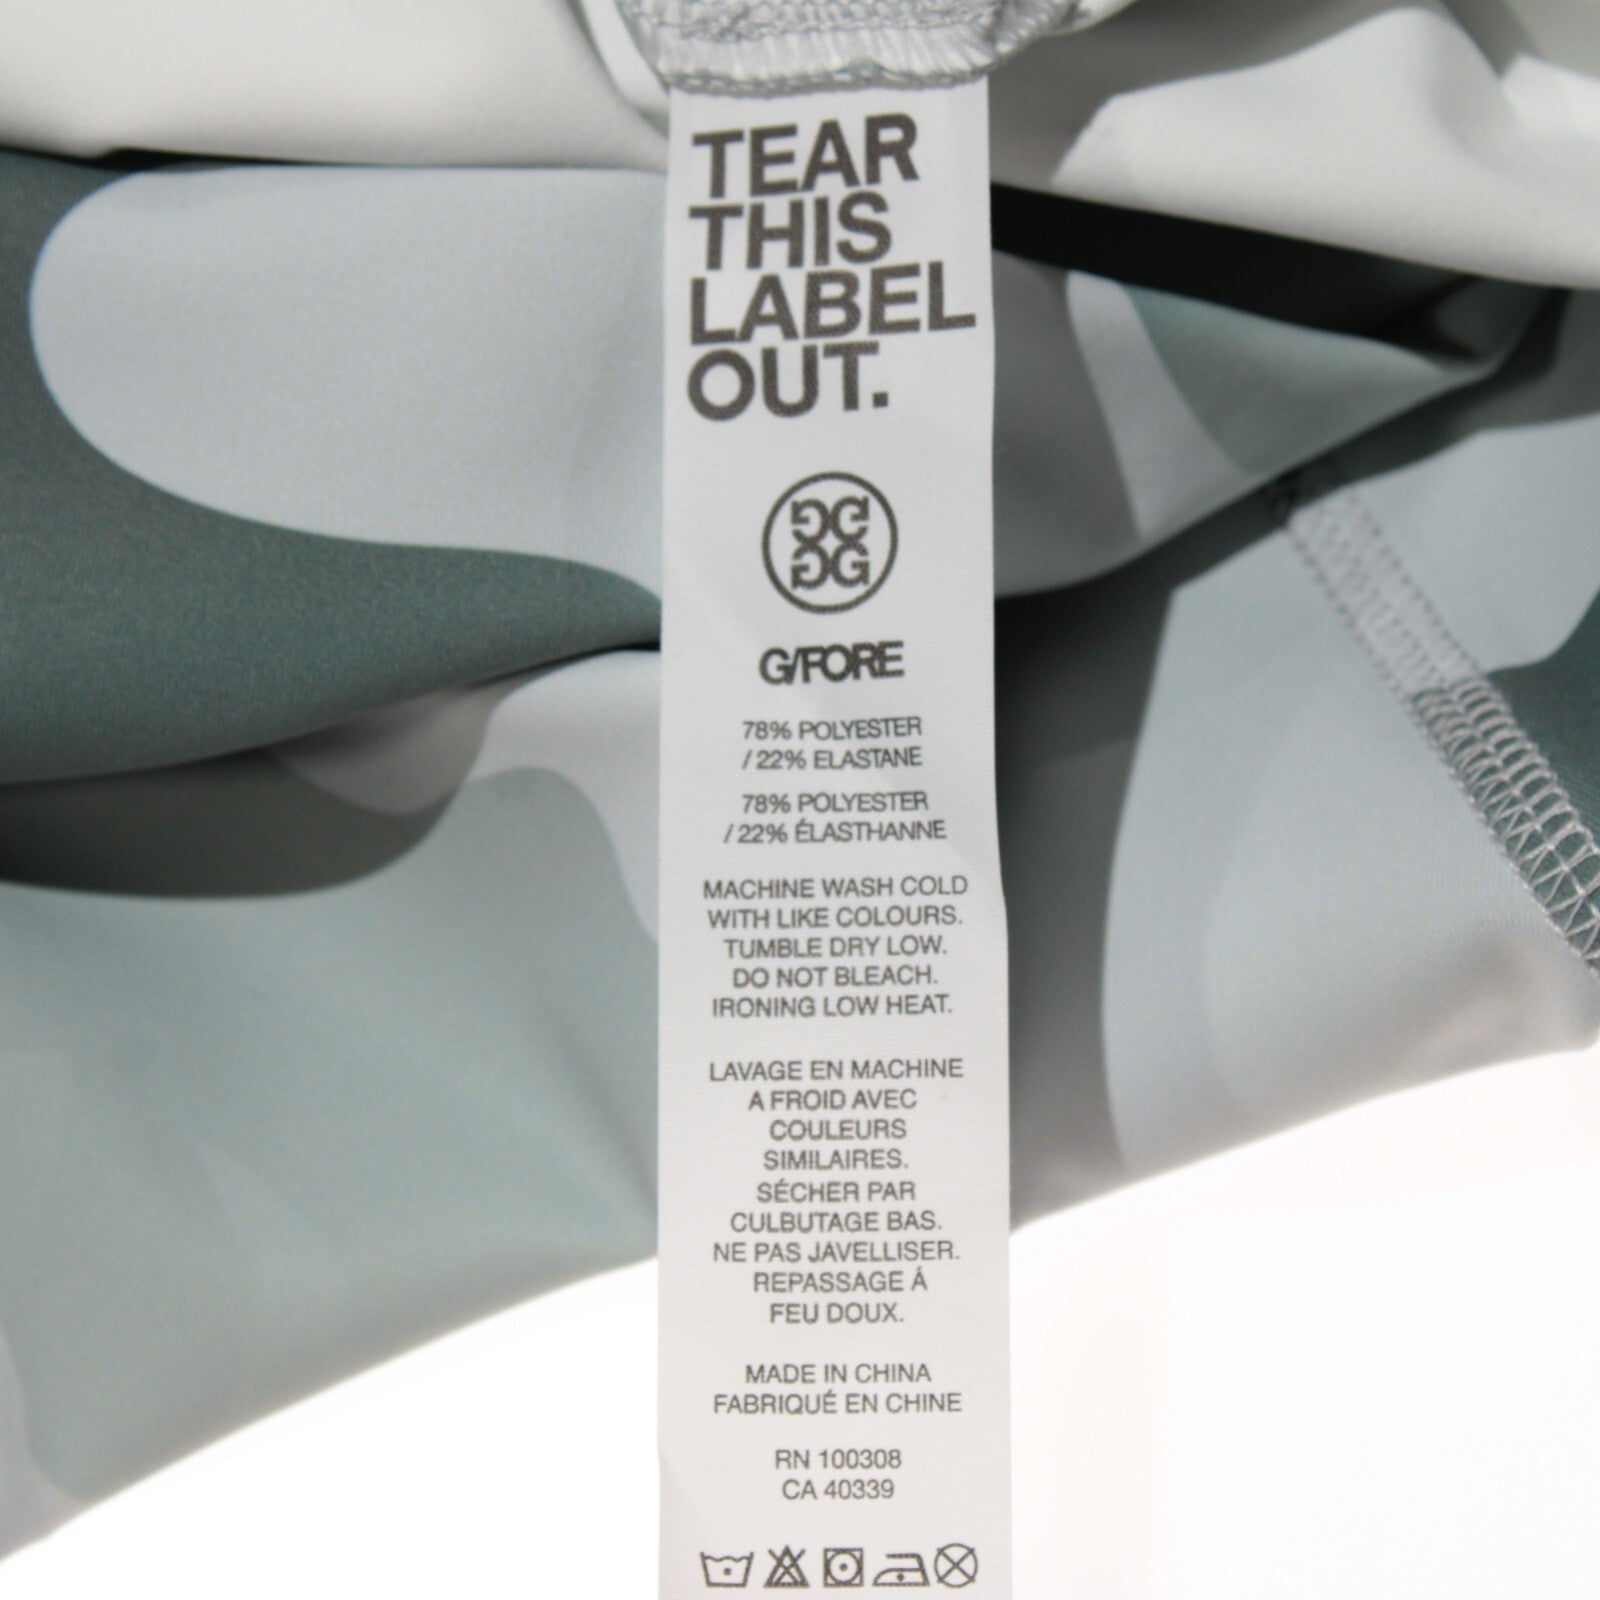 TEAR
THIS
LABEL
OUT.
G/FORE
78% POLYESTER
/ 22% ELASTANE
78% POLYESTER
/ 22% ÉLASTHANNE
MACHINE WASH COLD
WITH LIKE COLOURS.
TUMBLE DRY LOW.
DO NOT BLEACH.
IRONING LOW HEAT.
LAVAGE EN MACHINE
A FROID AVEC
COULEURS
SIMILAIRES.
SÉCHER PAR
CULBUTAGE BAS.
NE PAS JAVELLISER.
REPASSAGE Á
FEU DOUX.
MADE IN CHINA
FABRIQUÉ EN CHINE
RN 100308
CA 40339